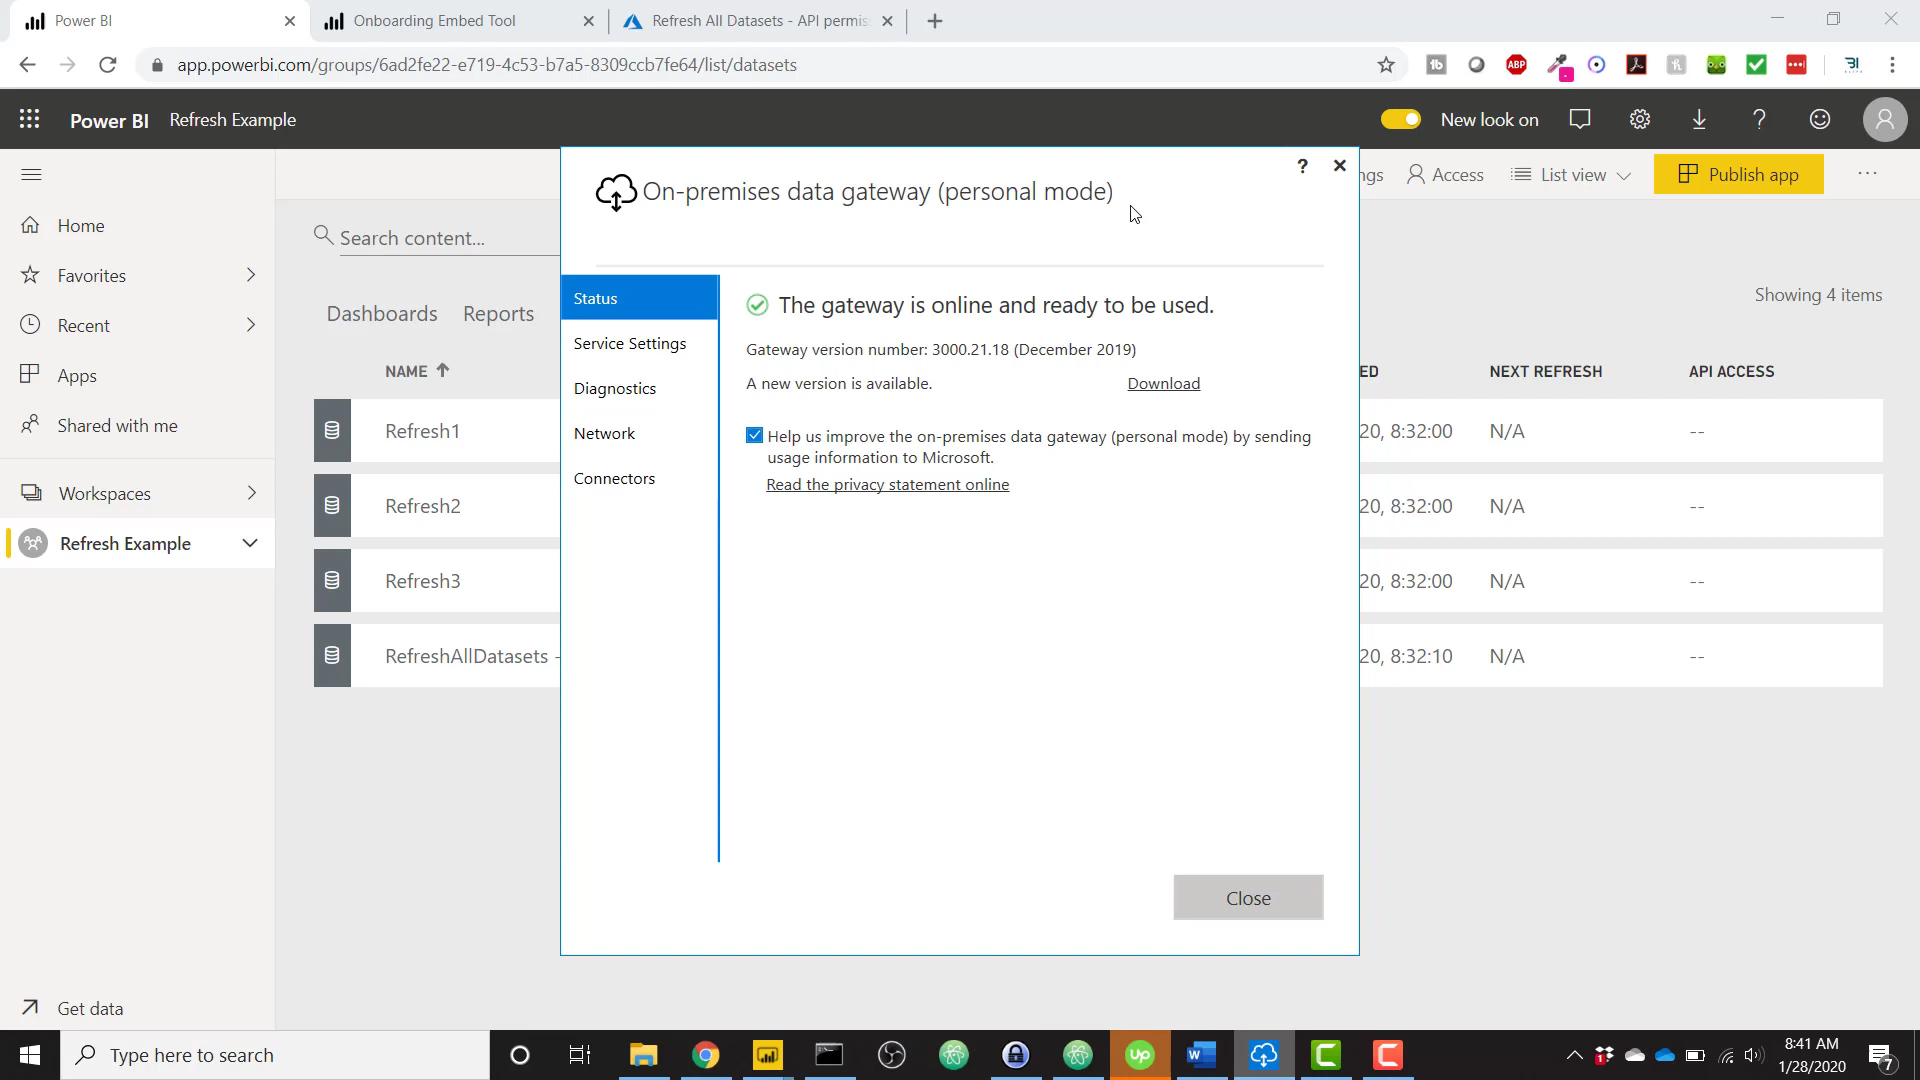 Power BI
Onboarding Embed Tool
Refresh All Datasets - API permis
app.powerbi.com/groups/6ad2fe22-e719-4c53-b7a5-8309ccb7fe64/list/datasets
Power BI Refresh Example
New look on
On-premises data gateway (personal mode)
ngs Access List view Publish app
Home
Search content...
Favorites
Showing 4 items
Status
The gateway is online and ready to be used.
Dashboards Reports
Recent
Service Settings
Gateway version number: 3000.21.18 (December 2019)
NAME
ED NEXT REFRESH API ACCESS
Apps
Diagnostics
A new version is available. Download
Shared with me
Refresh1
Network
Help us improve the on-premises data gateway (personal mode) by sending
usage information to Microsoft.
20, 8:32:00 N/A --
Connectors
Read the privacy statement online
Workspaces
Refresh2
20, 8:32:00 N/A --
Refresh Example
Refresh3
20, 8:32:00 N/A --
RefreshAllDatasets -
20, 8:32:10 N/A --
Close
Get data
Type here to search
8:41 AM
1/28/2020
7